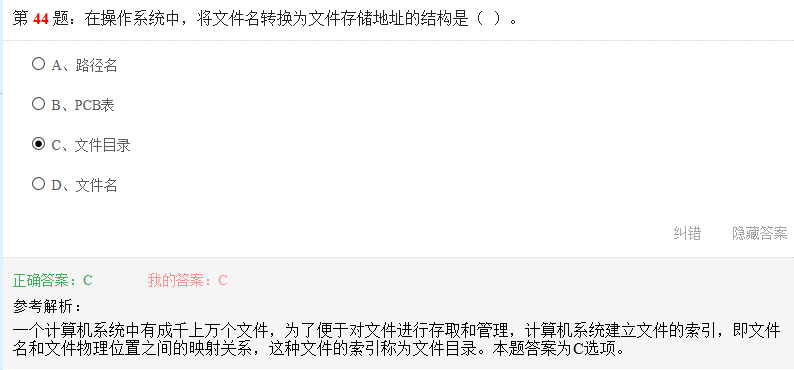 第 44 题：在操作系统中，将文件名转换为文件存储地址的结构是（ ）。
A、路径名
B、PCB表
C、文件目录
D、文件名
纠错 隐藏答案
正确答案：C 我的答案：C
参考解析：
一个计算机系统中有成千上万个文件，为了便于对文件进行存取和管理，计算机系统建立文件的索引，即文件
名和文件物理位置之间的映射关系，这种文件的索引称为文件目录。本题答案为C选项。